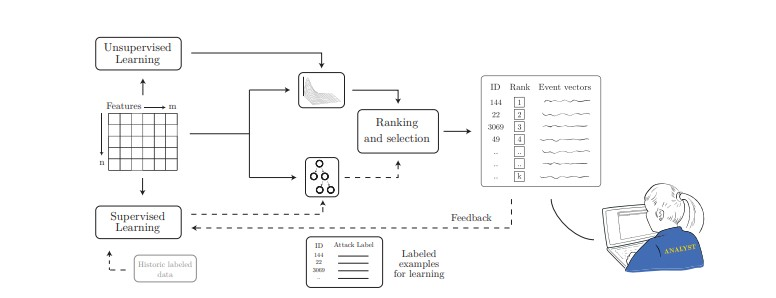 Unsupervised
Learning
Features
m
n
Ranking
and selection
ID Rank Event vectors
144 1
22 2
3069 3
49 4
.. ..
.. ..
.. k
Supervised
Learning
Feedback
Historic labeled
data
ID Attack Label
144
22
3069
..
Labeled
examples
for learning
ANALYST